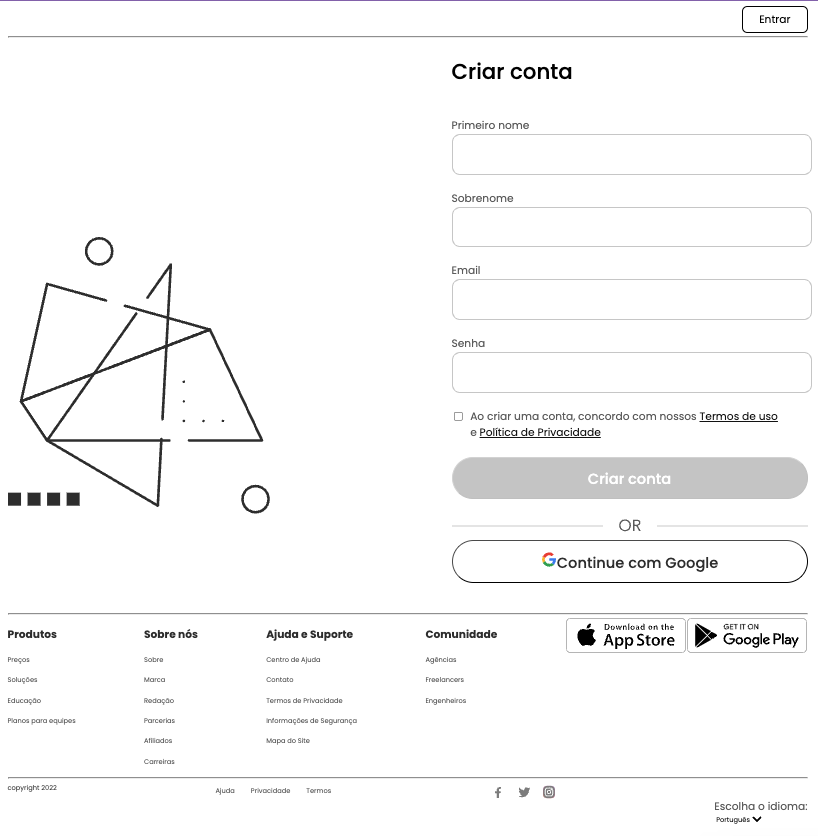 Entrar
Criar conta
Primeiro nome
Sobrenome
Email
Senha
Ao criar uma conta, concordo com nossos Termos de uso
e Política de Privacidade
Criar conta
OR
Continue com Google
Produtos
Preços
Soluções
Educação
Planos para equipes
Sobre nós
Sobre
Marca
Redação
Parcerias
Afiliados
Carreiras
Ajuda e Suporte
Centro de Ajuda
Contato
Termos de Privacidade
Informações de Segurança
Mapa do Site
Comunidade
Agências
Freelancers
Engenheiros
Download on the
App Store
GET IT ON
Google Play
copyright 2022
Ajuda Privacidade Termos
Escolha o idioma:
Português